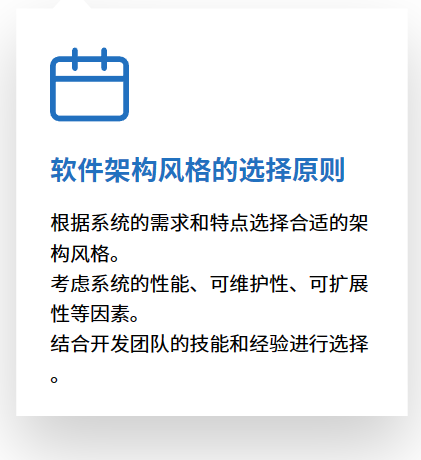 软件架构风格的选择原则
根据系统的需求和特点选择合适的架
构风格。
考虑系统的性能、可维护性、可扩展
性等因素。
结合开发团队的技能和经验进行选择
。